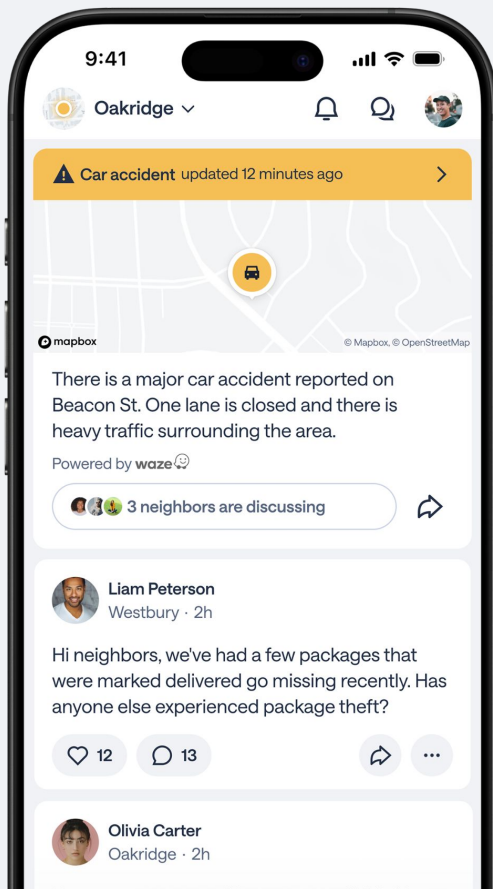 9:41
Oakridge
Car accident updated 12 minutes ago
mapbox
© Mapbox, © OpenStreetMap
There is a major car accident reported on
Beacon St. One lane is closed and there is
heavy traffic surrounding the area.
Powered by waze
3 neighbors are discussing
Liam Peterson
Westbury · 2h
Hi neighbors, we've had a few packages that
were marked delivered go missing recently. Has
anyone else experienced package theft?
12 13
Olivia Carter
Oakridge · 2h